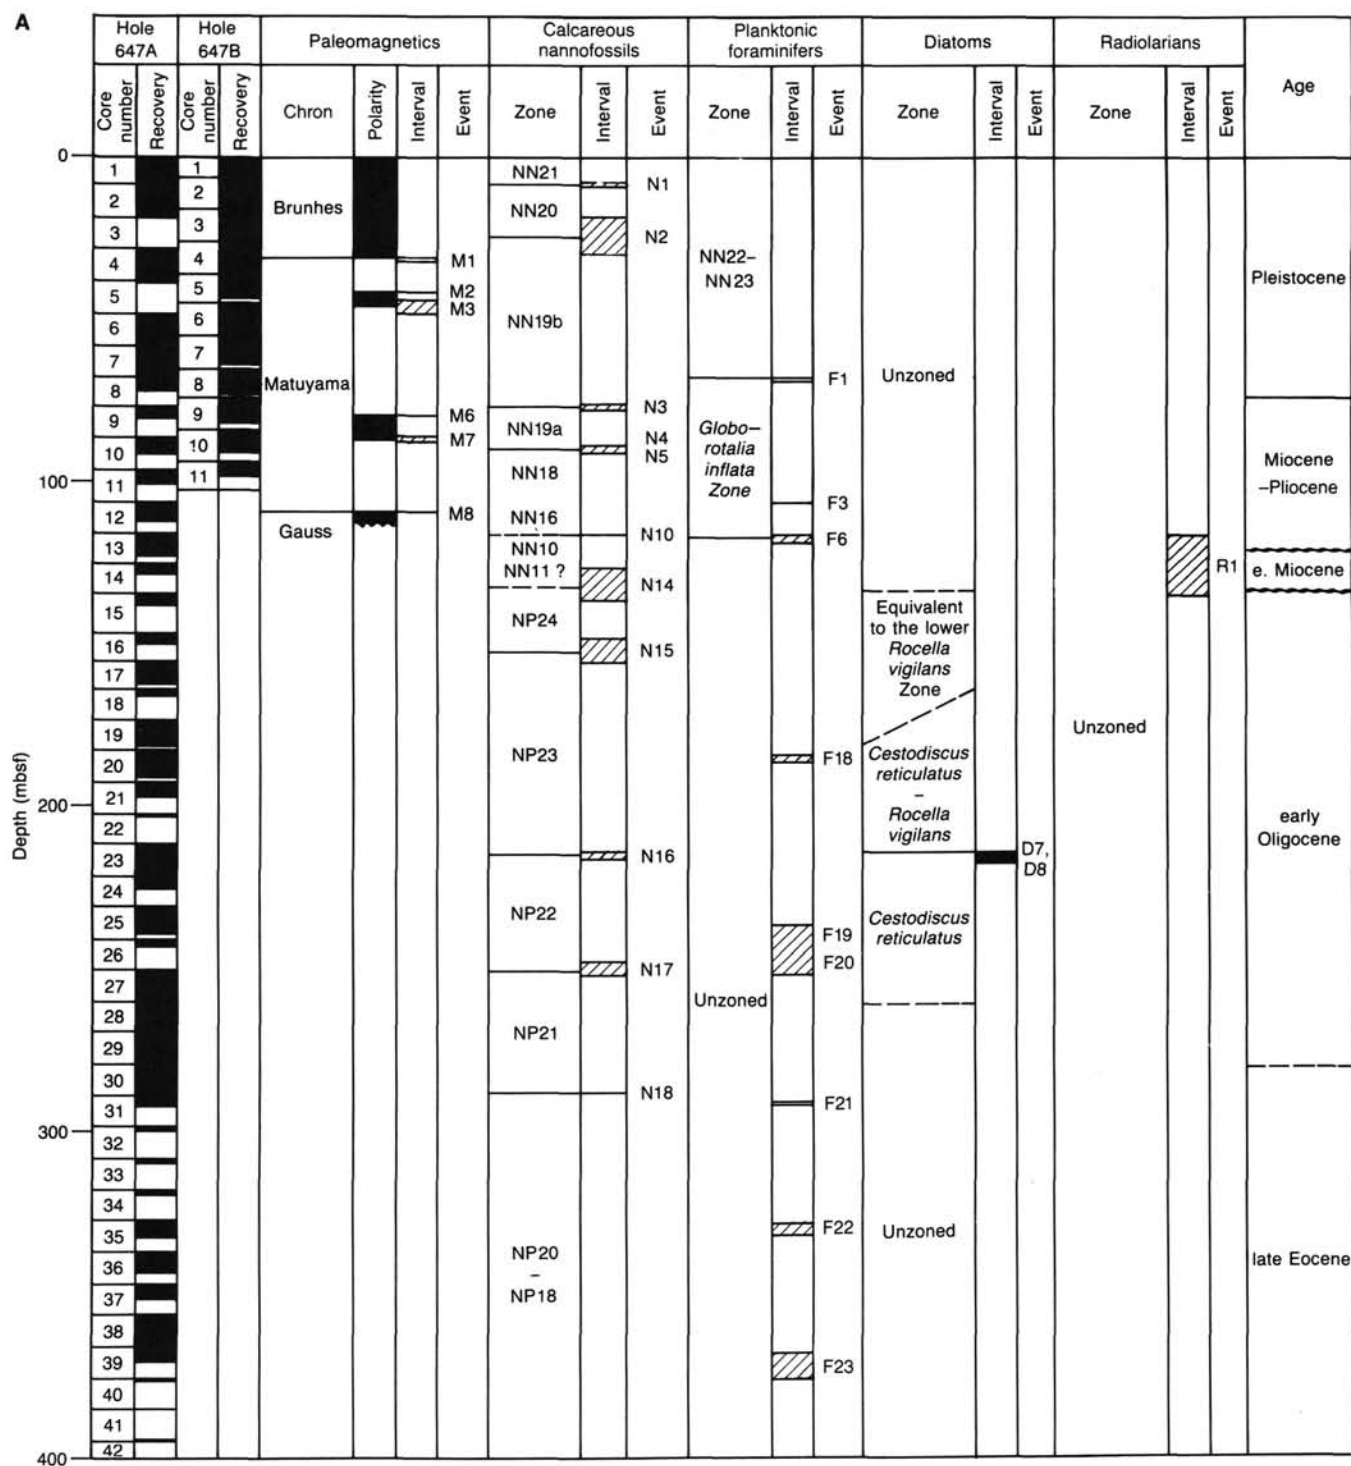 A
Hole
647A
Hole
647B
Paleomagnetics
Calcareous
nannofossils
Planktonic
foraminifers
Diatoms
Radiolarians
Age
Core
number
Recovery
Core
number
Recovery
Chron
Polarity
Interval
Event
Zone
Interval
Event
Zone
Interval
Event
Zone
Interval
Event
Zone
Interval
Event
Depth (mbsf)
0
100
200
300
400
1
2
3
4
5
6
7
8
9
10
11
12
13
14
15
16
17
18
19
20
21
22
23
24
25
26
27
28
29
30
31
32
33
34
35
36
37
38
39
40
41
42
1
2
3
4
5
6
7
8
9
10
11
Brunhes
Matuyama
Gauss
M1
M2
M3
M6
M7
M8
NN21
NN20
NN19b
NN19a
NN18
NN16
NN10
NN11 ?
NP24
NP23
NP22
NP21
NP20
–
NP18
N1
N2
N3
N4
N5
N10
N14
N15
N16
N17
N18
NN22–
NN23
Globo–
rotalia
inflata
Zone
Unzoned
F1
F3
F6
F18
F19
F20
F21
F22
F23
Unzoned
Equivalent
to the lower
Rocella
vigilans
Zone
Cestodiscus
reticulatus
–
Rocella
vigilans
Cestodiscus
reticulatus
Unzoned
D7,
D8
Unzoned
R1
Pleistocene
Miocene
–Pliocene
e. Miocene
early
Oligocene
late Eocene